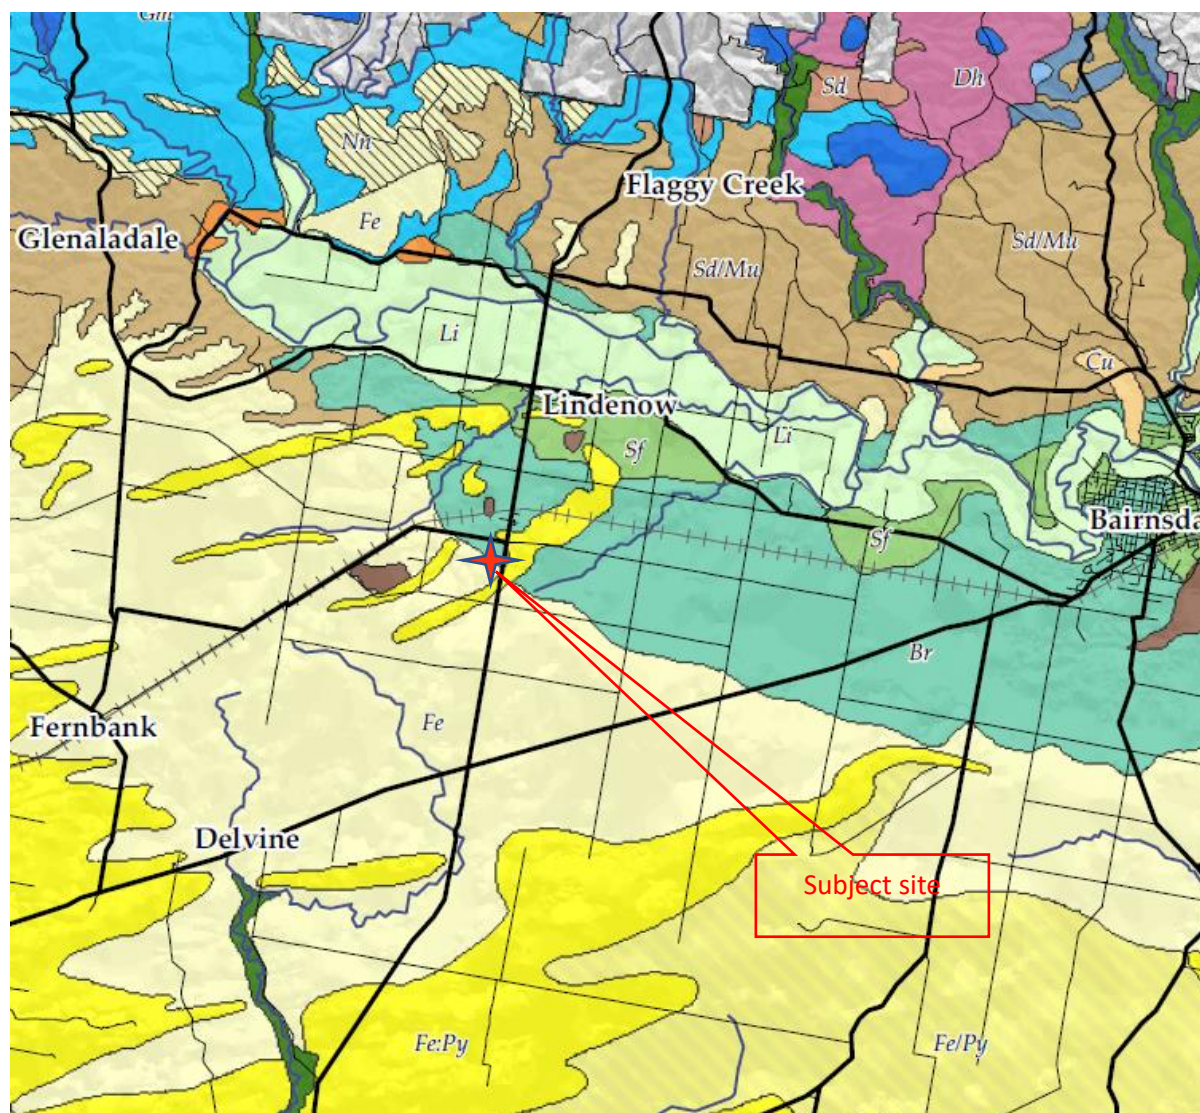 Gm
Sd
Dh
Nn
Flaggy Creek
Fe
Glenaladale
Sd/Mu
Sd/Mu
Li
Cu
Lindenow
Li
Sf
Bairnsda
Sf
Br
Fe
Fernbank
Delvine
Subject site
Fe:Py
Fe/Py